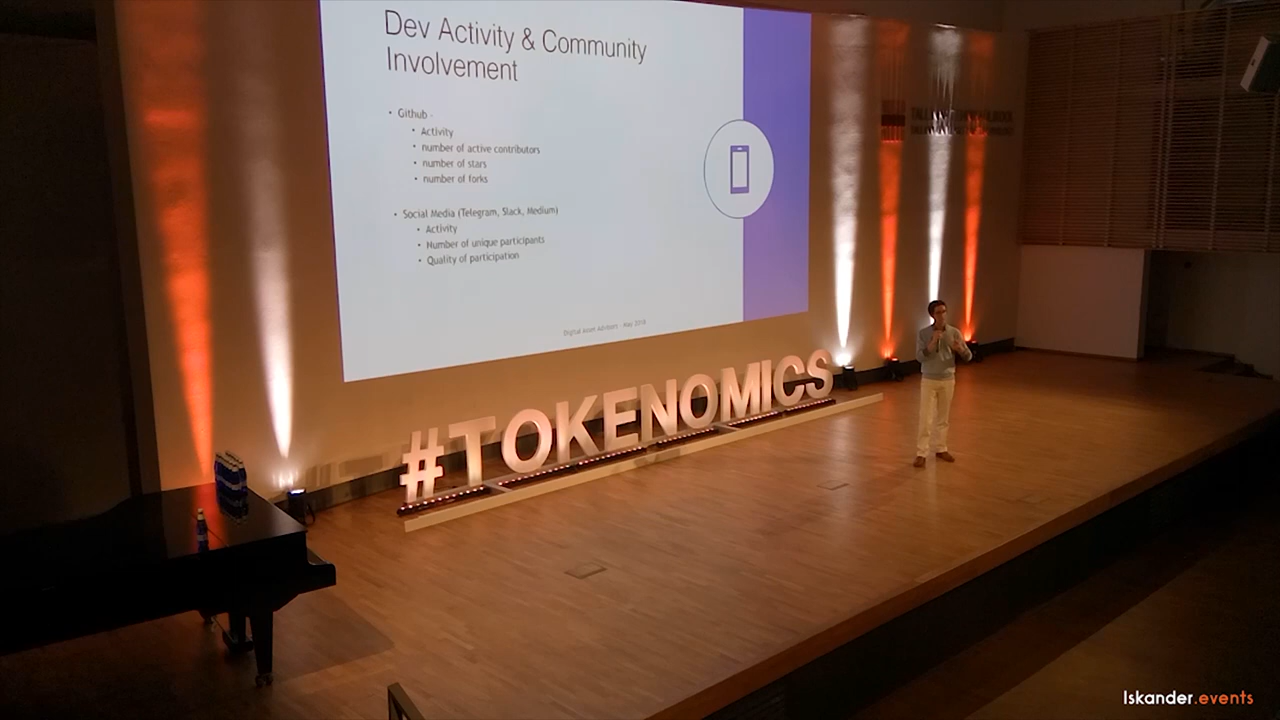 Dev Activity & Community
Involvement
• Github -
• Activity
• number of active contributors
• number of stars
• number of forks
• Social Media (Telegram, Slack, Medium)
• Activity
• Number of unique participants
• Quality of participation
Digital Asset Advisors - May 2018
#TOKENOMICS
Iskander.events